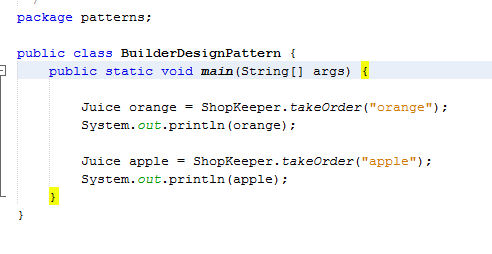 package patterns;
public class BuilderDesignPattern {
public static void main(String[] args) {
Juice orange = ShopKeeper.takeOrder("orange");
System.out.println(orange);
Juice apple = ShopKeeper.takeOrder("apple");
System.out.println(apple);
}
}